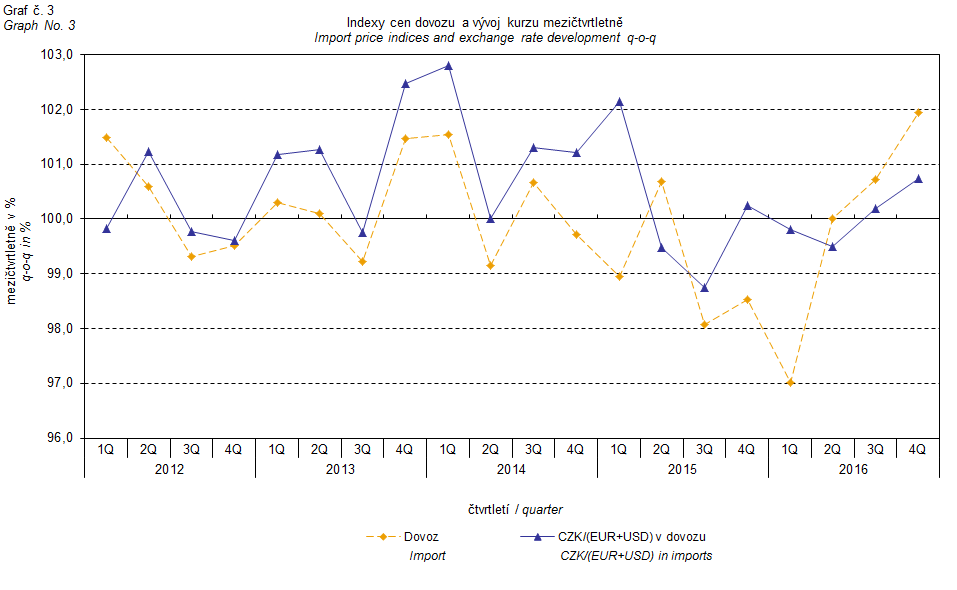 Graf č. 3
Graph No. 3
Indexy cen dovozu a vývoj kurzu mezičtvrtletně
Import price indices and exchange rate development q-o-q
mezičtvrtletně v %
q-o-q in %
103,0
102,0
101,0
100,0
99,0
98,0
97,0
96,0
1Q 2Q 3Q 4Q 1Q 2Q 3Q 4Q 1Q 2Q 3Q 4Q 1Q 2Q 3Q 4Q 1Q 2Q 3Q 4Q
2012 2013 2014 2015 2016
čtvrtletí / quarter
Dovoz CZK/(EUR+USD) v dovozu
Import CZK/(EUR+USD) in imports